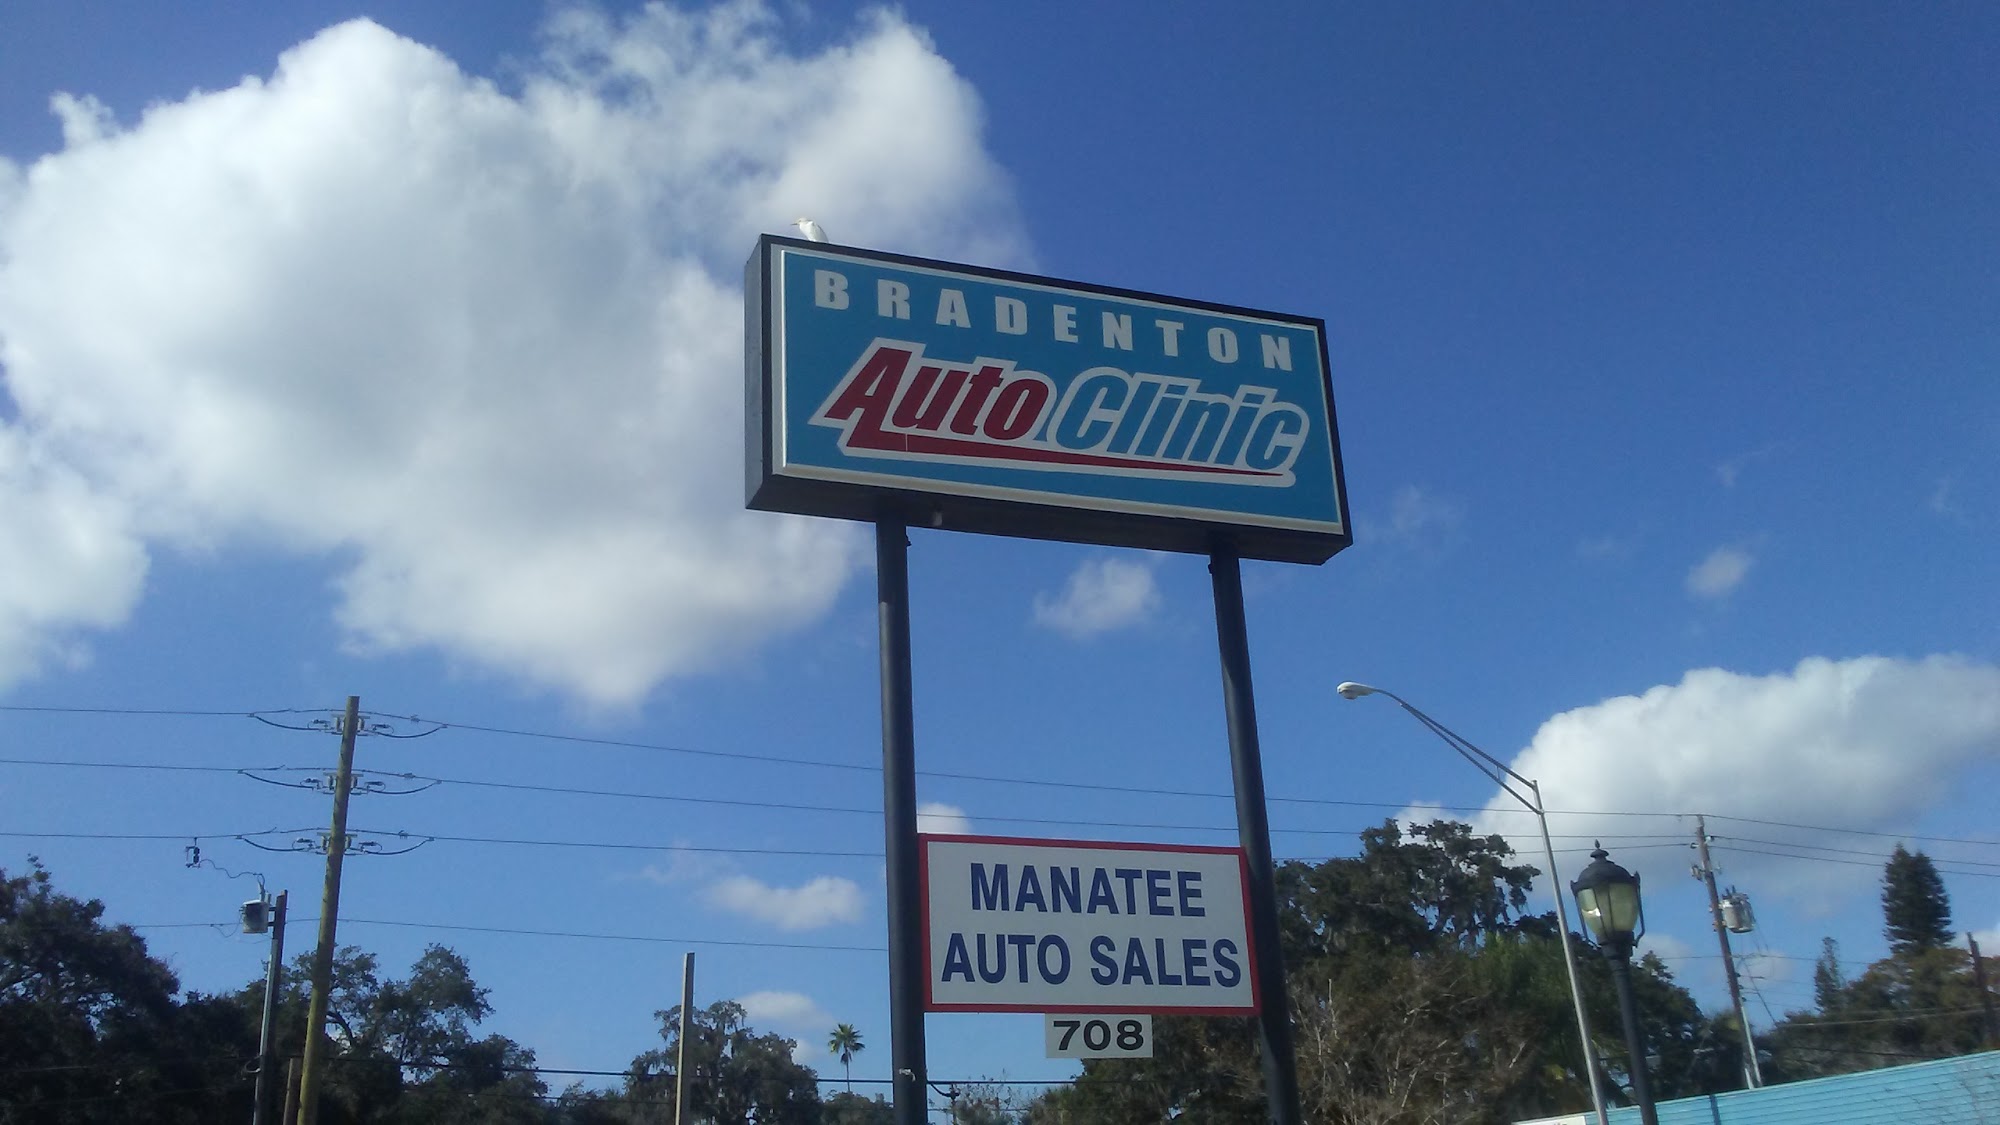 BRADENTON
Auto Clinic
MANATEE
AUTO SALES
708